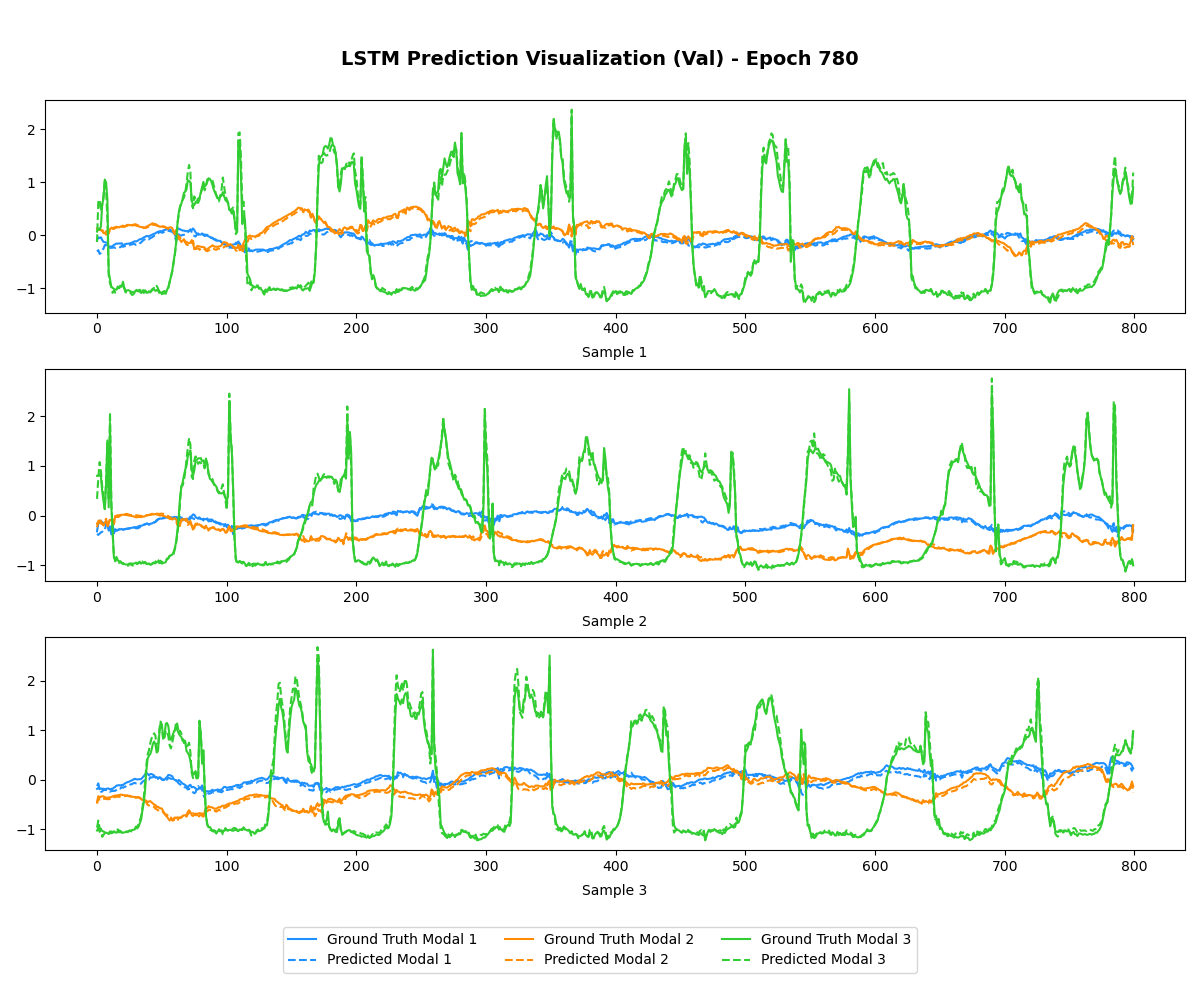 LSTM Prediction Visualization (Val) - Epoch 780
2
1
0
−1
0 100 200 300 400 500 600 700 800
Sample 1
2
1
0
−1
0 100 200 300 400 500 600 700 800
Sample 2
2
1
0
−1
0 100 200 300 400 500 600 700 800
Sample 3
Ground Truth Modal 1 Ground Truth Modal 2 Ground Truth Modal 3
Predicted Modal 1 Predicted Modal 2 Predicted Modal 3